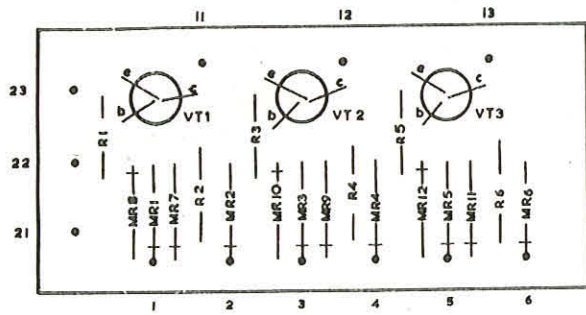 11 12 13
23
e c e c e c
b b b
VT1 VT2 VT3
R1 R3 R5
22
MR8 MR1 MR7 R2 MR2 MR10 MR3 MR9 R4 MR4 MR12 MR5 MR11 R6 MR6
21
1 2 3 4 5 6